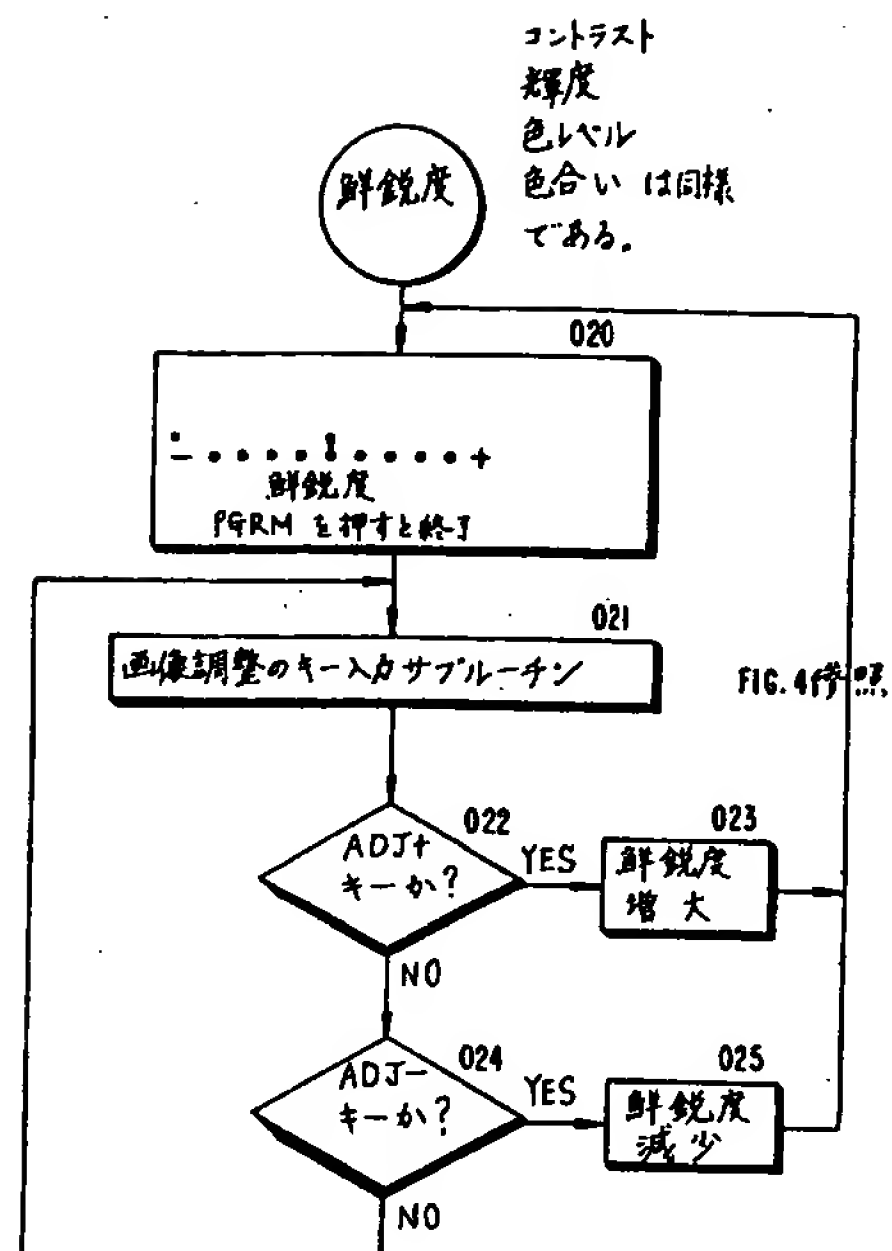 コントラスト
輝度
色レベル
色合い は同様
である。
鮮鋭度
020
− • • • • • • • • • +
鮮鋭度
PGRM を押すと終了
021
画像調整のキー入力サブルーチン
FIG. 4参照
022
ADJ+
キーか?
YES
023
鮮鋭度
増大
NO
024
ADJ−
キーか?
YES
025
鮮鋭度
減少
NO